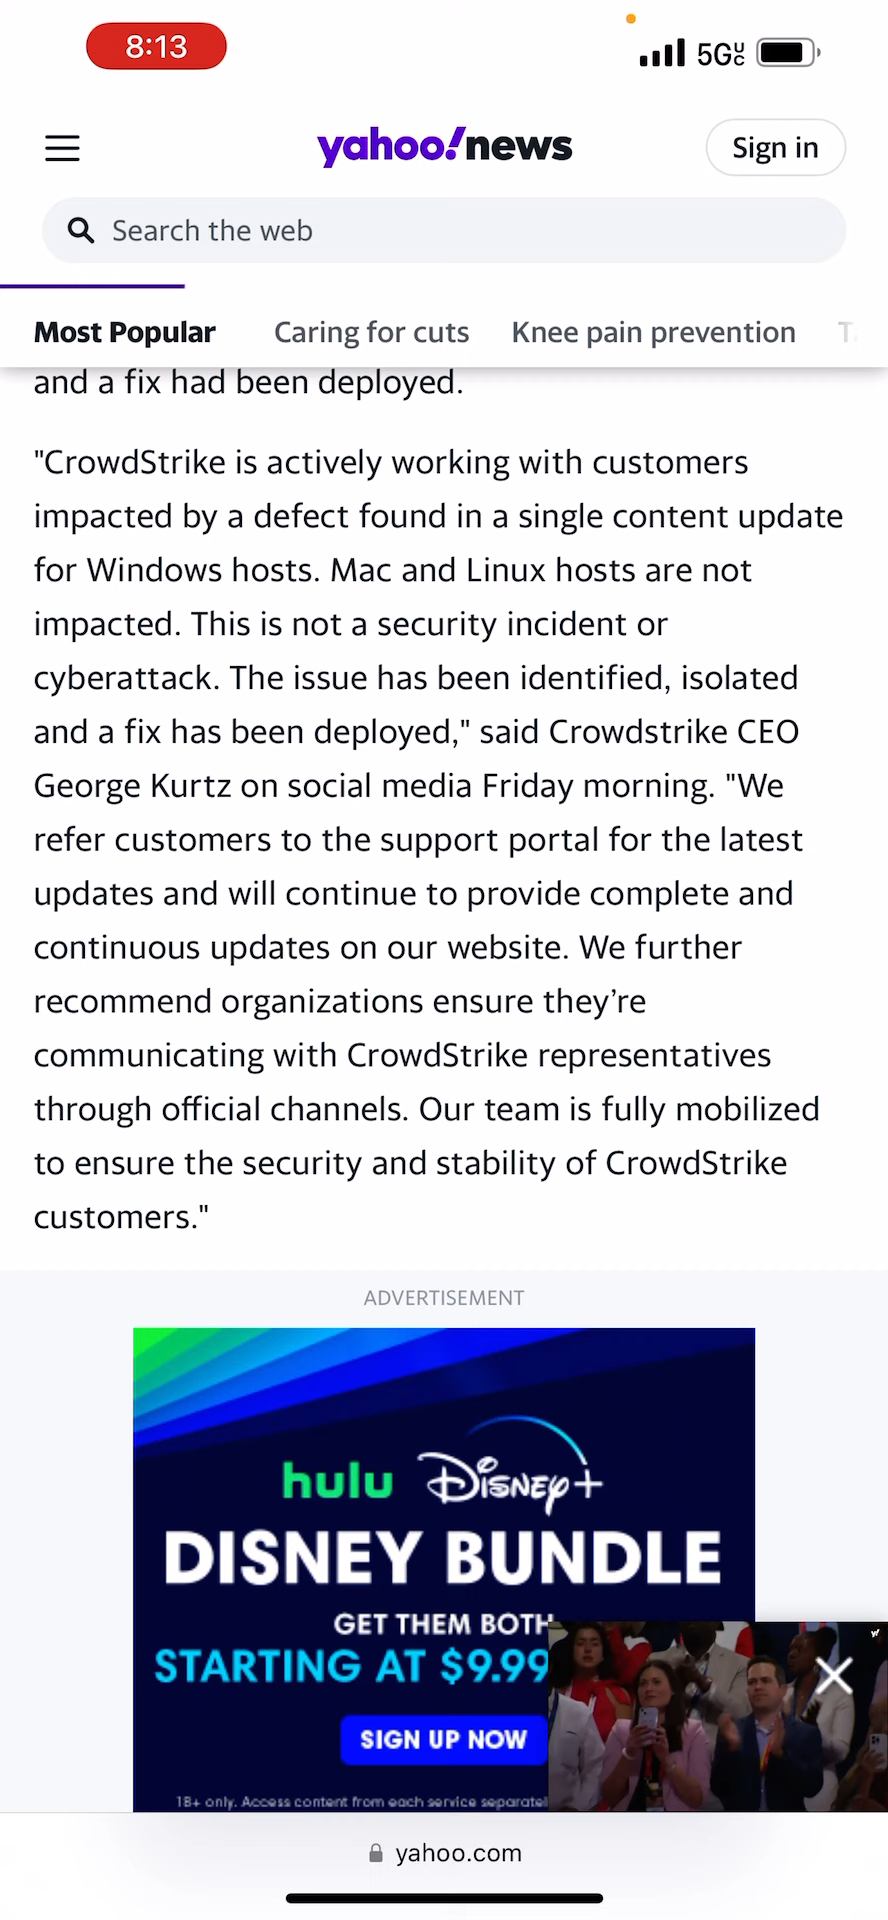 8:13
5G UC
yahoo!news
Sign in
Search the web
Most Popular
Caring for cuts
Knee pain prevention
and a fix had been deployed.
"CrowdStrike is actively working with customers
impacted by a defect found in a single content update
for Windows hosts. Mac and Linux hosts are not
impacted. This is not a security incident or
cyberattack. The issue has been identified, isolated
and a fix has been deployed," said Crowdstrike CEO
George Kurtz on social media Friday morning. "We
refer customers to the support portal for the latest
updates and will continue to provide complete and
continuous updates on our website. We further
recommend organizations ensure they’re
communicating with CrowdStrike representatives
through official channels. Our team is fully mobilized
to ensure the security and stability of CrowdStrike
customers."
ADVERTISEMENT
hulu Disney+
DISNEY BUNDLE
GET THEM BOTH
STARTING AT $9.99
y!
SIGN UP NOW
18+ only. Access content from each service
yahoo.com